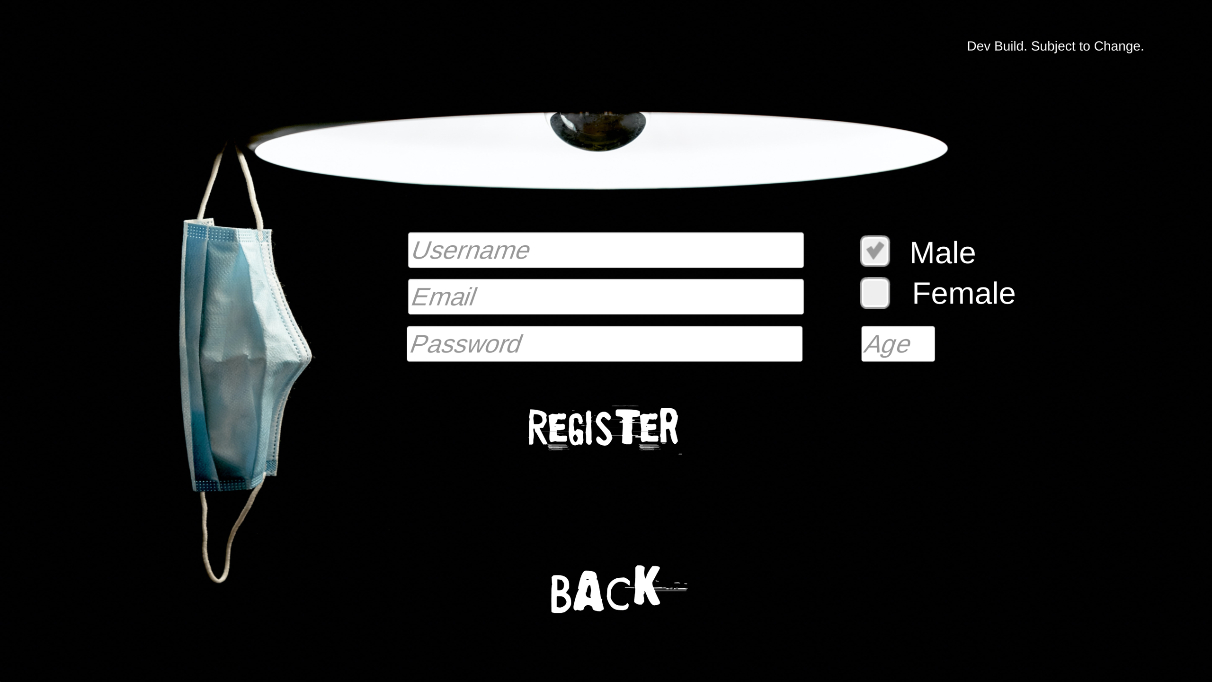 Dev Build. Subject to Change.
Username
Male
Email
Female
Password
Age
REGISTER
BACK